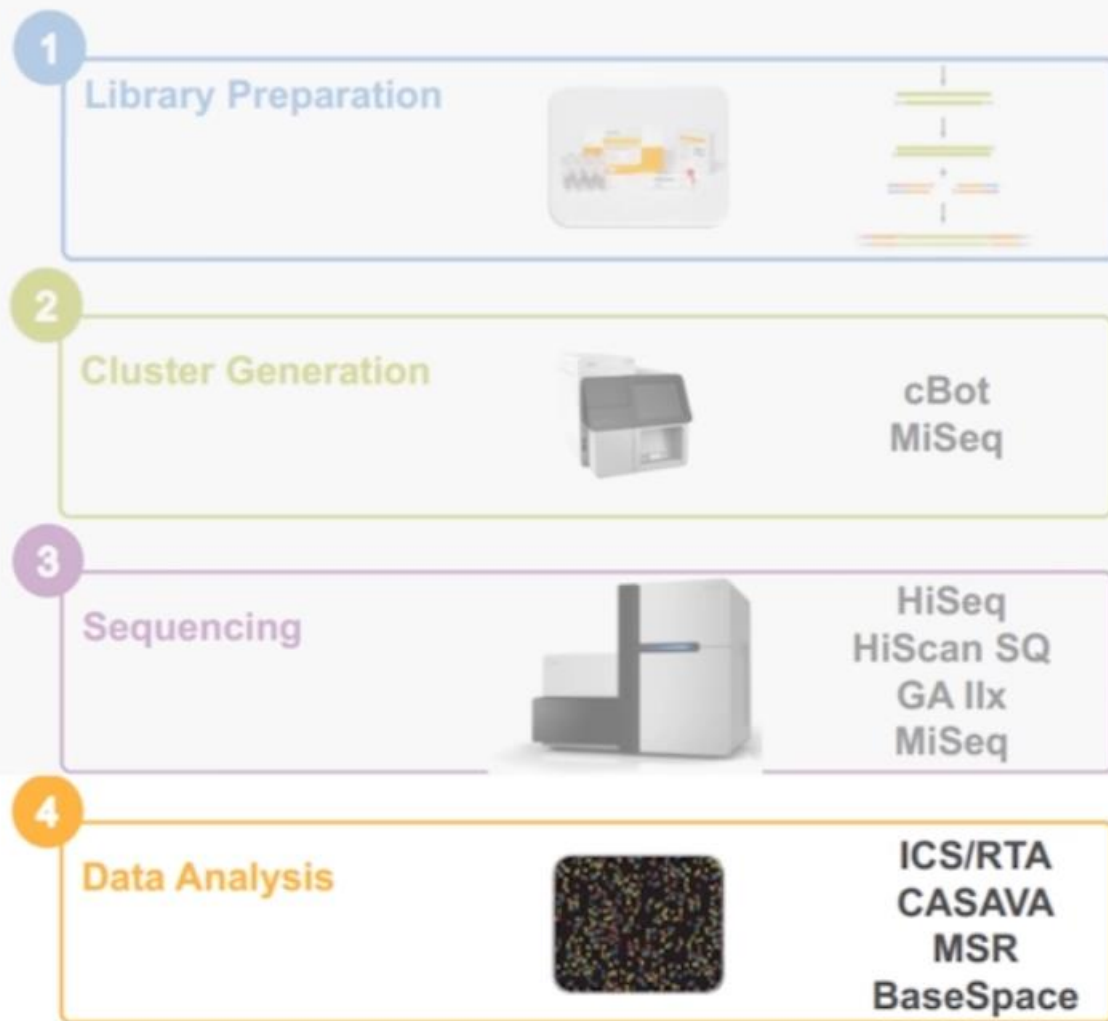 1
Library Preparation
2
Cluster Generation
cBot
MiSeq
3
Sequencing
HiSeq
HiScan SQ
GA IIx
MiSeq
4
Data Analysis
ICS/RTA
CASAVA
MSR
BaseSpace